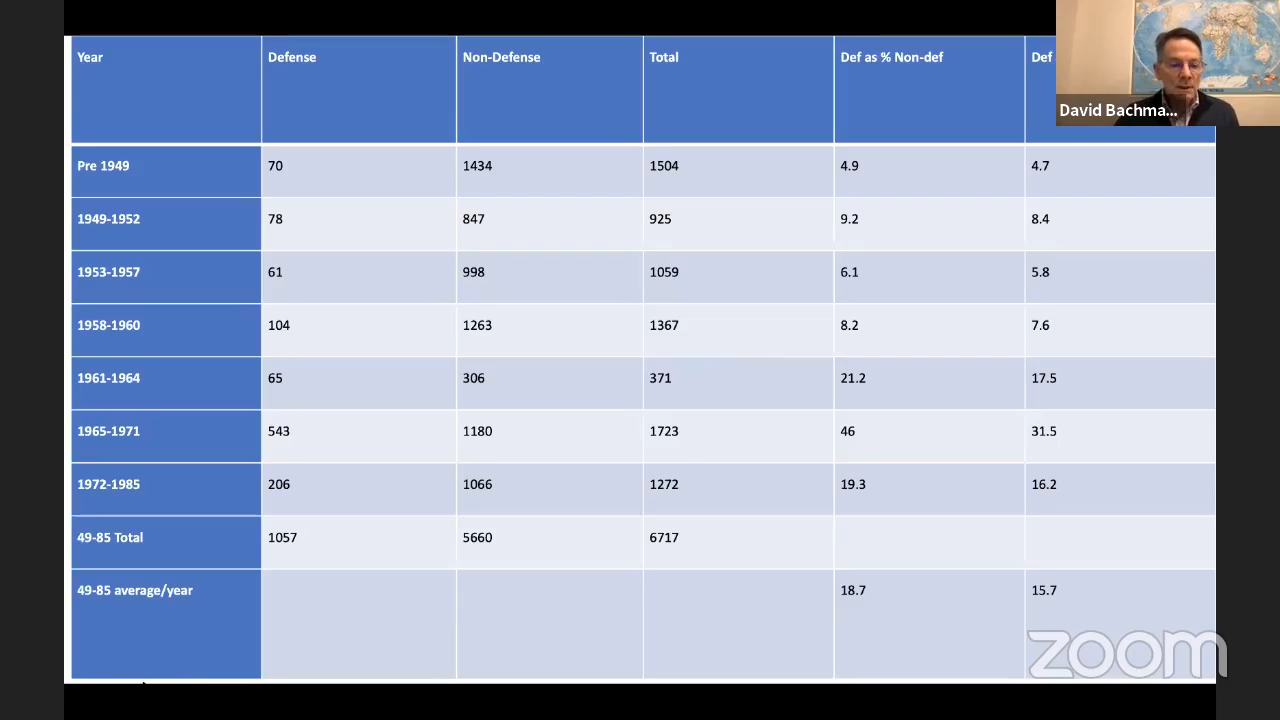 Year Defense Non-Defense Total Def as % Non-def Def
David Bachma...
Pre 1949 70 1434 1504 4.9 4.7
1949-1952 78 847 925 9.2 8.4
1953-1957 61 998 1059 6.1 5.8
1958-1960 104 1263 1367 8.2 7.6
1961-1964 65 306 371 21.2 17.5
1965-1971 543 1180 1723 46 31.5
1972-1985 206 1066 1272 19.3 16.2
49-85 Total 1057 5660 6717
49-85 average/year 18.7 15.7
zoom